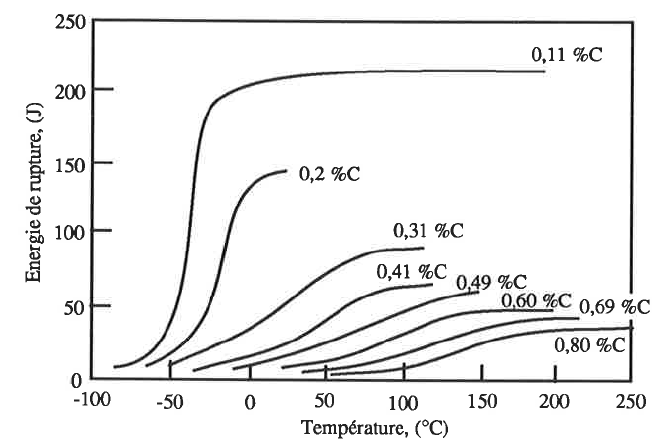 250
200
150
100
50
0
Energie de rupture, (J)
0,11 %C
0,2 %C
0,31 %C
0,41 %C
0,49 %C
0,60 %C
0,69 %C
0,80 %C
-100 -50 0 50 100 150 200 250
Température, (°C)